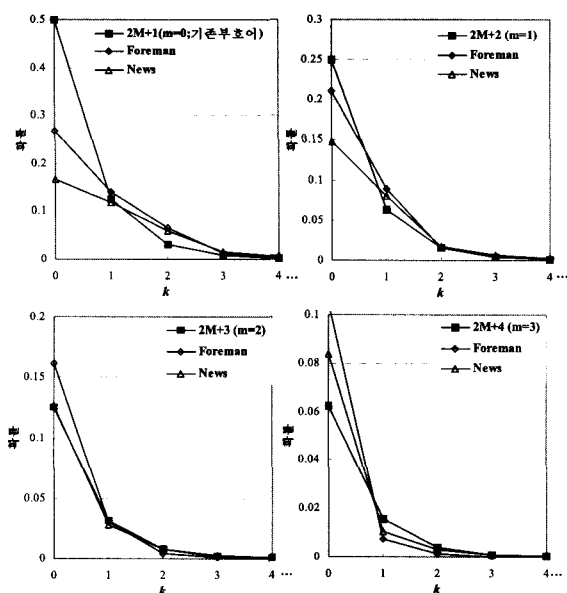 0.5
0.4
0.3
0.2
0.1
0
확률
2M+1(m=0;기존부호어)
Foreman
News
0 1 2 3 4 ...
k
0.3
0.25
0.2
0.15
0.1
0.05
0
확률
2M+2 (m=1)
Foreman
News
0 1 2 3 4 ...
k
0.2
0.15
0.1
0.05
0
확률
2M+3 (m=2)
Foreman
News
0 1 2 3 4 ...
k
0.1
0.08
0.06
0.04
0.02
0
확률
2M+4 (m=3)
Foreman
News
0 1 2 3 4 ...
k